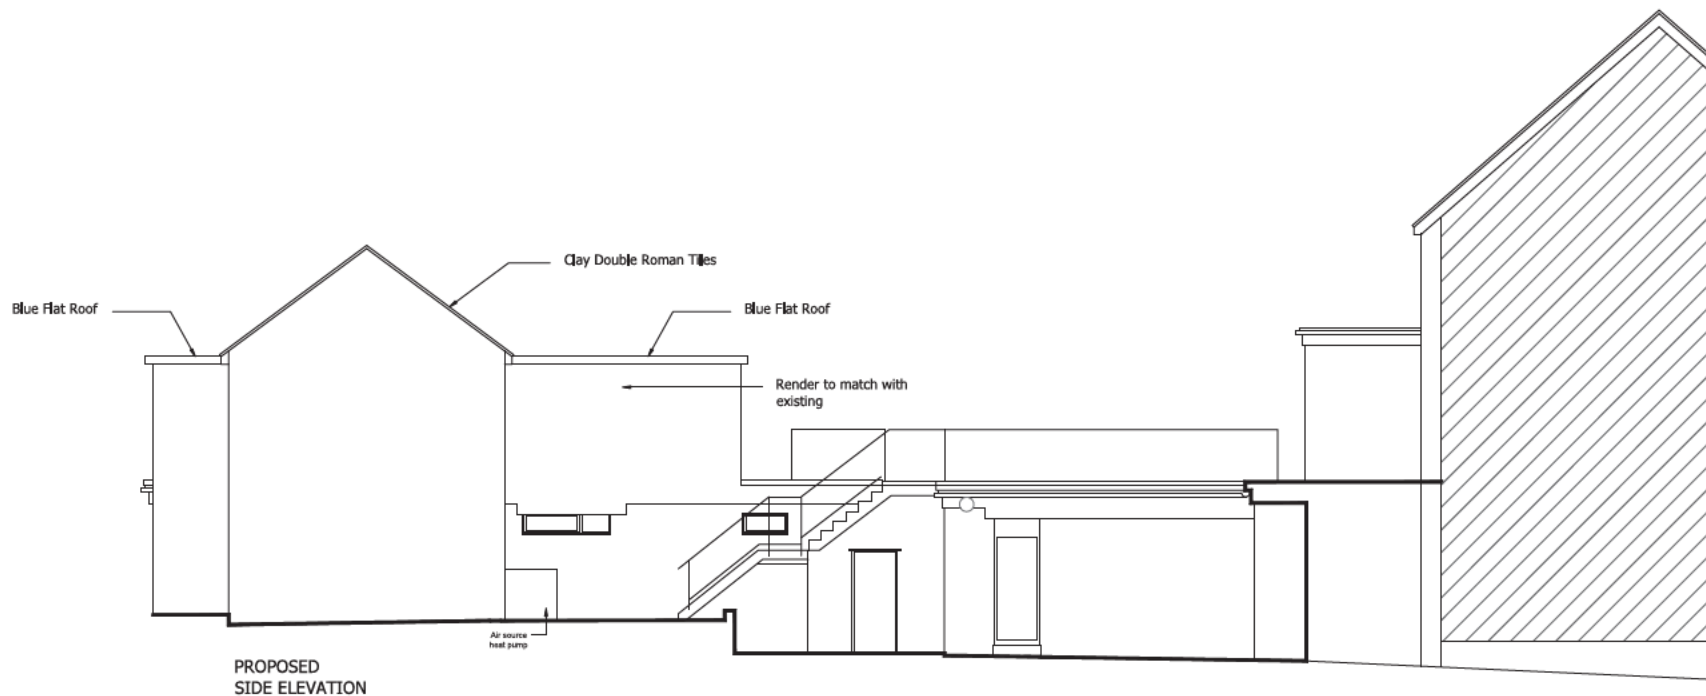 Clay Double Roman Tiles
Blue Flat Roof
Blue Flat Roof
Render to match with
existing
Air source
heat pump
PROPOSED
SIDE ELEVATION